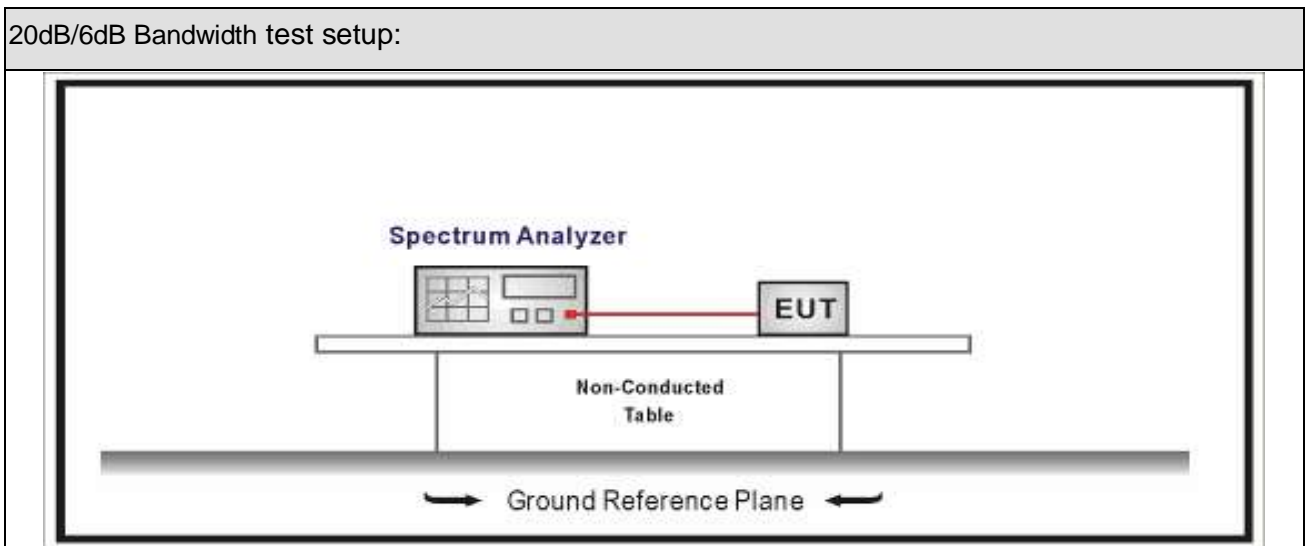 20dB/6dB Bandwidth test setup:
Spectrum Analyzer
EUT
Non-Conducted
Table
Ground Reference Plane